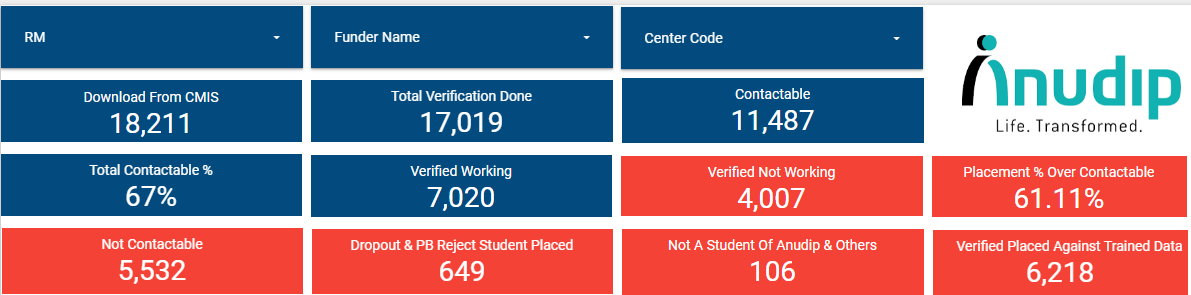 RM
Funder Name
Center Code
Anudip
Life. Transformed.
Download From CMIS
18,211
Total Verification Done
17,019
Contactable
11,487
Total Contactable %
67%
Verified Working
7,020
Verified Not Working
4,007
Placement % Over Contactable
61.11%
Not Contactable
5,532
Dropout & PB Reject Student Placed
649
Not A Student Of Anudip & Others
106
Verified Placed Against Trained Data
6,218